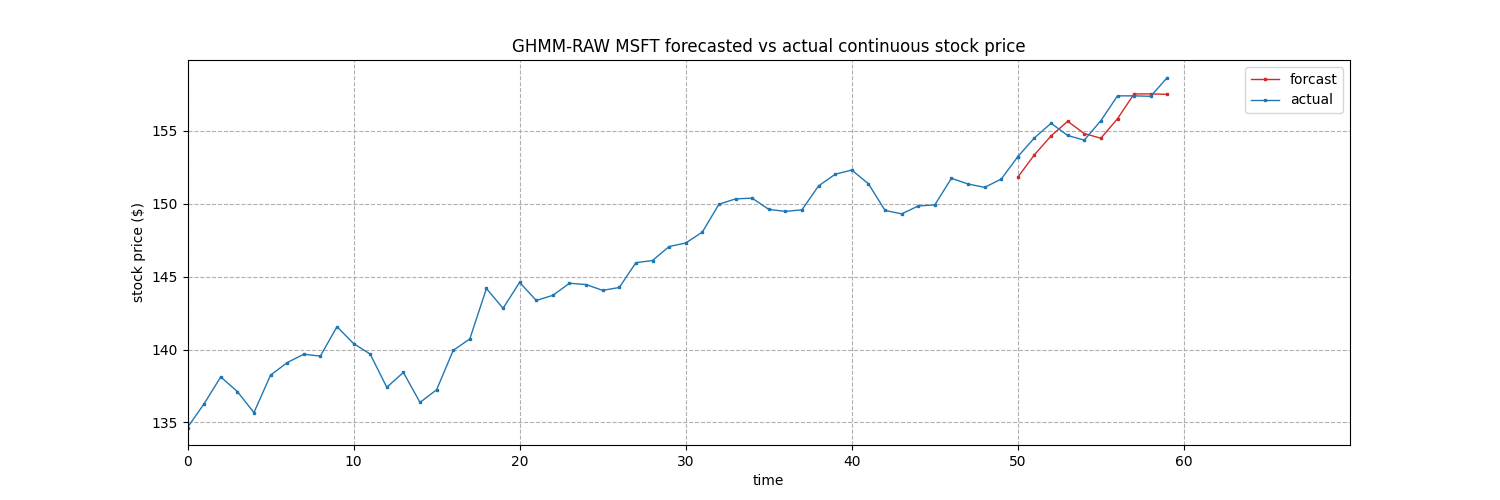 GHMM-RAW MSFT forecasted vs actual continuous stock price
forcast
actual
155
150
145
140
135
stock price ($)
0 10 20 30 40 50 60
time